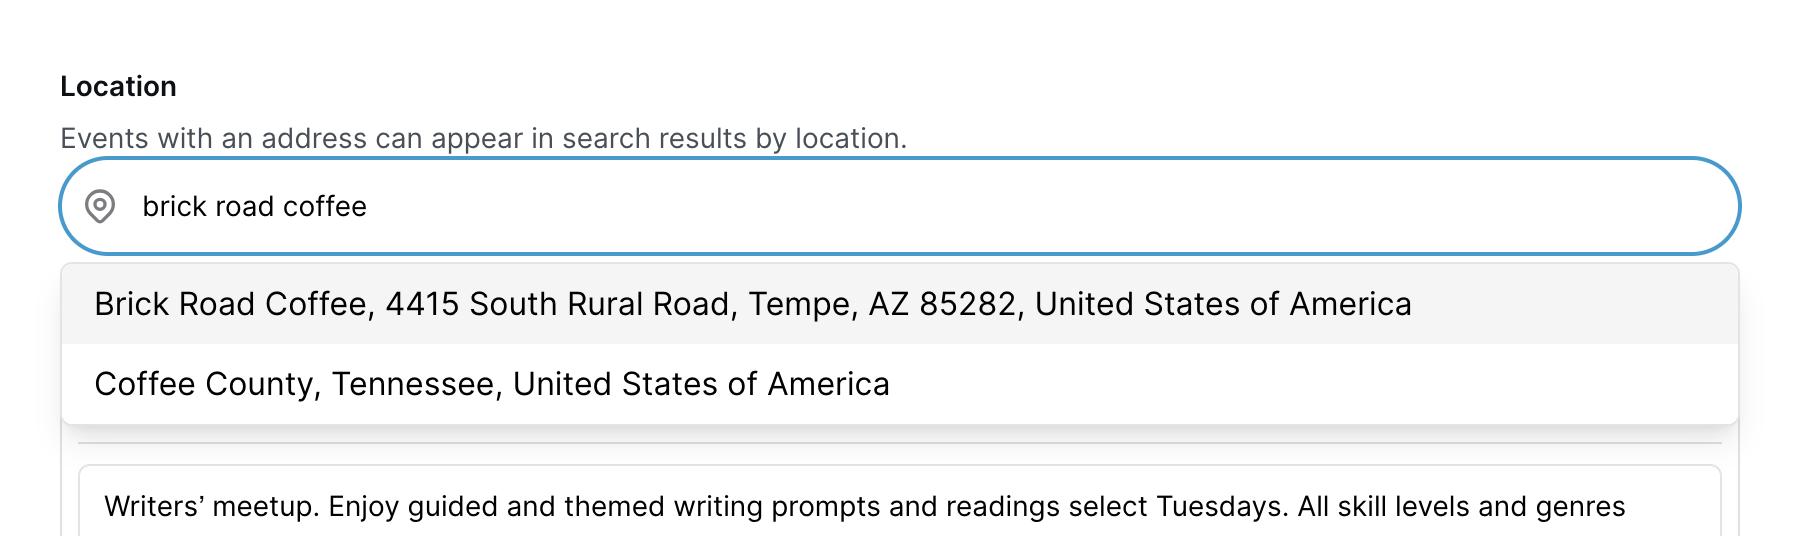 Location
Events with an address can appear in search results by location.
brick road coffee
Brick Road Coffee, 4415 South Rural Road, Tempe, AZ 85282, United States of America
Coffee County, Tennessee, United States of America
Writers’ meetup. Enjoy guided and themed writing prompts and readings select Tuesdays. All skill levels and genres